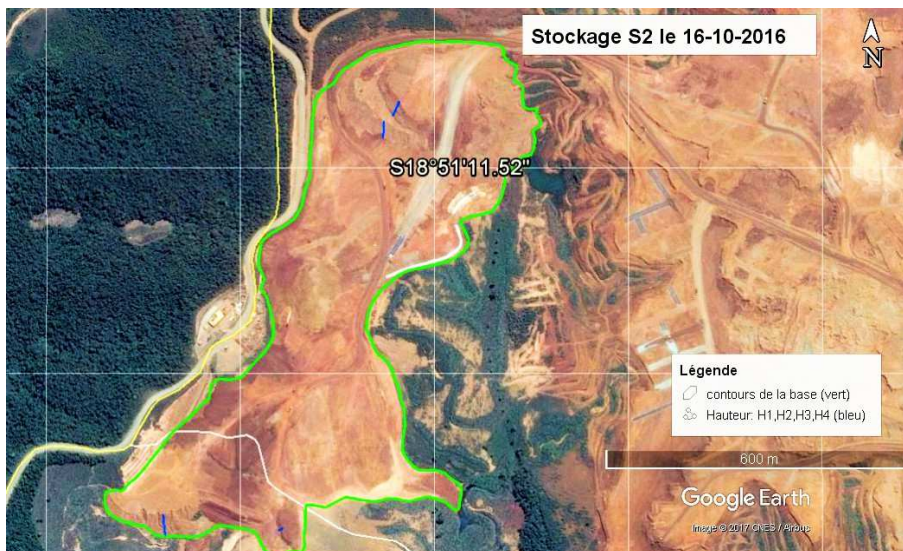 Stockage S2 le 16-10-2016
N
S18°51'11.52"
Légende
contours de la base (vert)
Hauteur: H1,H2,H3,H4 (bleu)
600 m
Google Earth
Image © 2017 CNES / Airbus